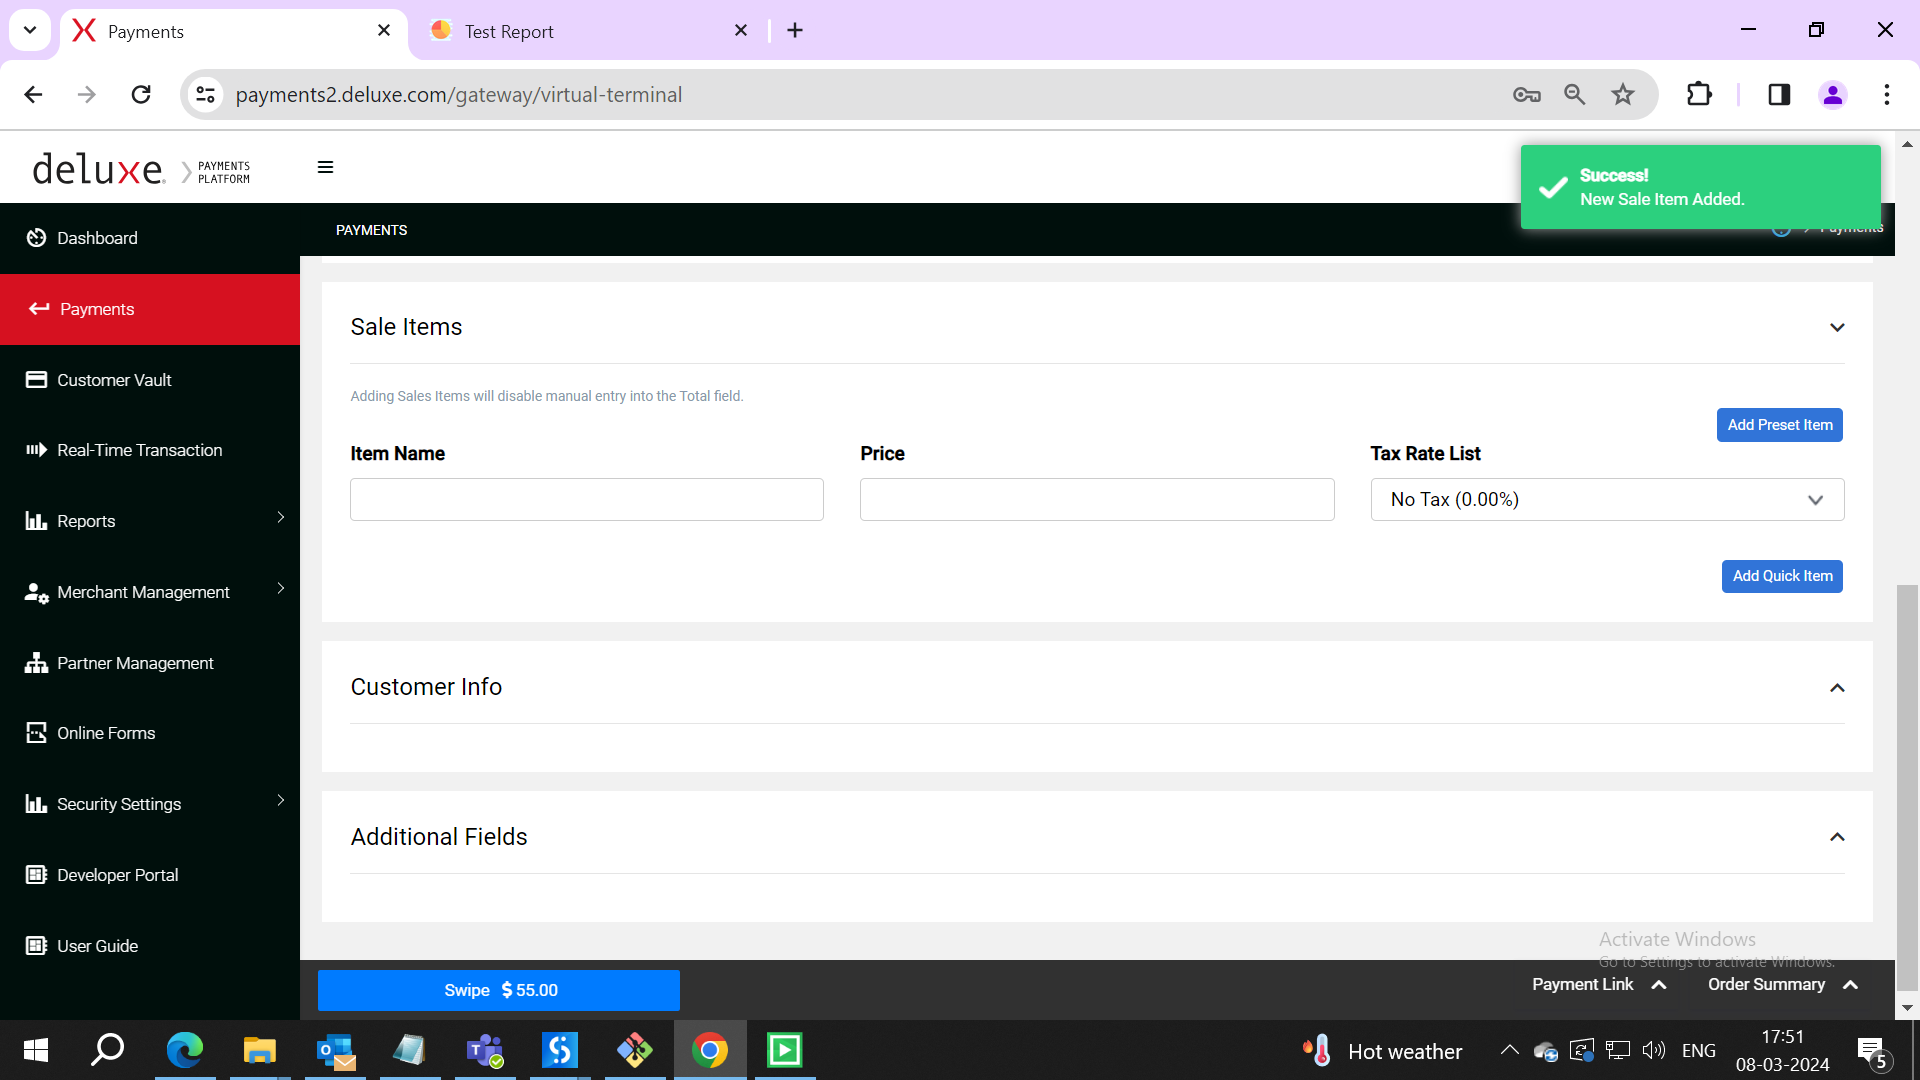 Payments
Test Report
payments2.deluxe.com/gateway/virtual-terminal
deluxe. PAYMENTS PLATFORM
Success!
New Sale Item Added.
PAYMENTS
Payments
Dashboard
Payments
Customer Vault
Real-Time Transaction
Reports
Merchant Management
Partner Management
Online Forms
Security Settings
Developer Portal
User Guide
Sale Items
Adding Sales Items will disable manual entry into the Total field.
Add Preset Item
Item Name
Price
Tax Rate List
No Tax (0.00%)
Add Quick Item
Customer Info
Additional Fields
Activate Windows
Go to Settings to activate Windows.
Swipe $ 55.00
Payment Link
Order Summary
Hot weather
ENG
17:51
08-03-2024
5